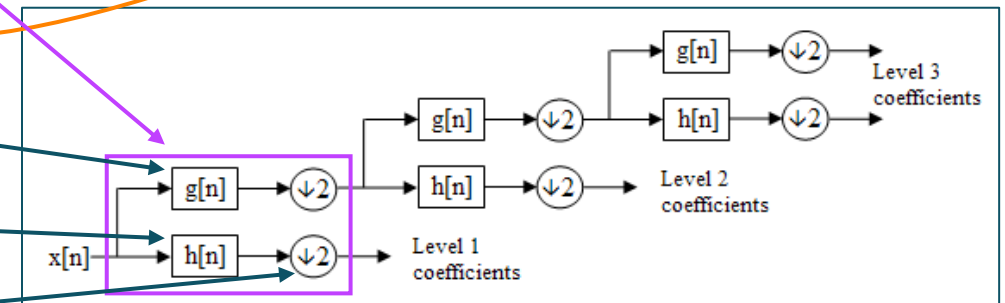 g[n] ↓2
Level 3
coefficients
g[n] ↓2 h[n] ↓2
g[n] ↓2 h[n] ↓2
Level 2
coefficients
x[n] h[n] ↓2
Level 1
coefficients